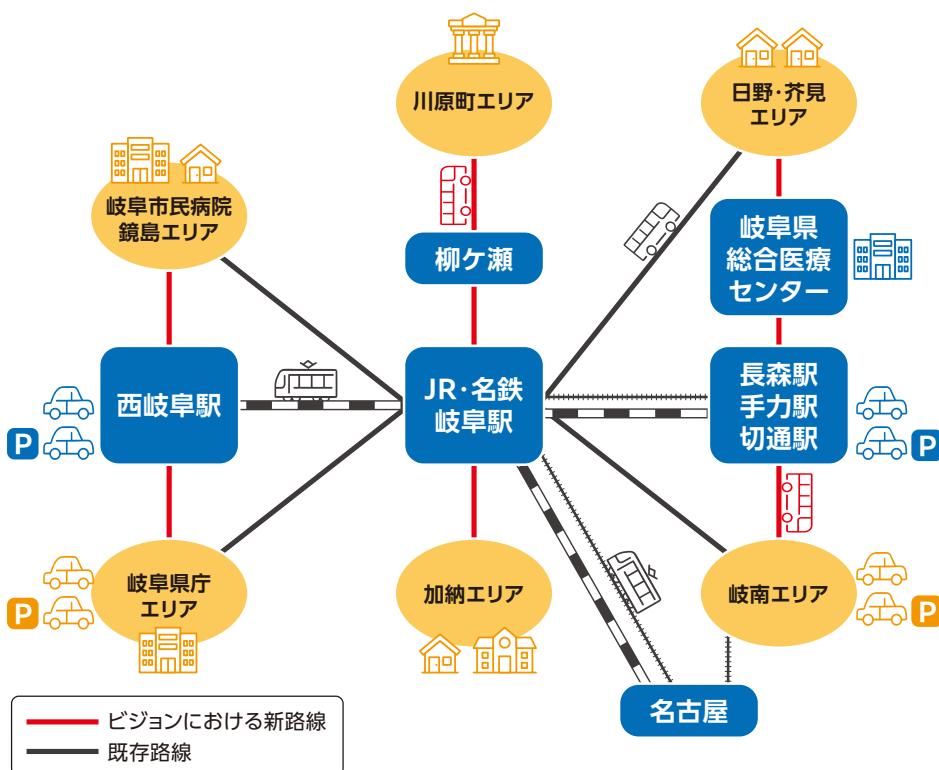 川原町エリア
日野・芥見
エリア
岐阜市民病院
鏡島エリア
柳ケ瀬
岐阜県
総合医療
センター
西岐阜駅
JR・名鉄
岐阜駅
長森駅
手力駅
切通駅
P
P
岐阜県庁
エリア
P
加納エリア
岐南エリア
P
名古屋
ビジョンにおける新路線
既存路線